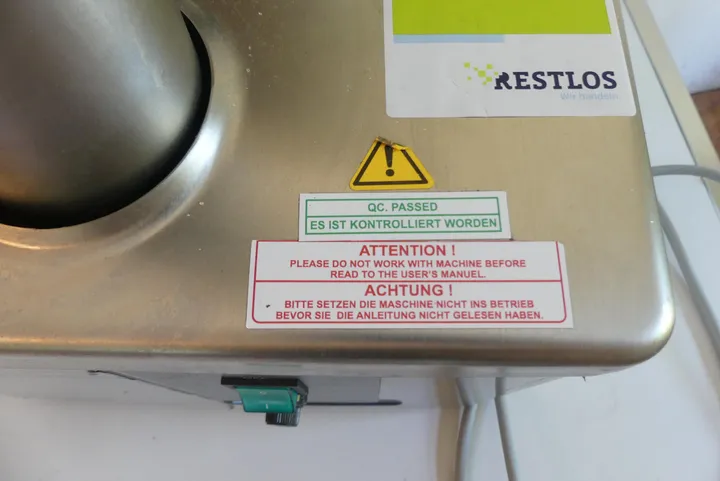 RESTLOS
QC. PASSED
ES IST KONTROLLIERT WORDEN
ATTENTION !
PLEASE DO NOT WORK WITH MACHINE BEFORE
READ TO THE USER'S MANUEL.
ACHTUNG !
BITTE SETZEN DIE MASCHINE NICHT INS BETRIEB
BEVOR SIE DIE ANLEITUNG NICHT GELESEN HABEN.